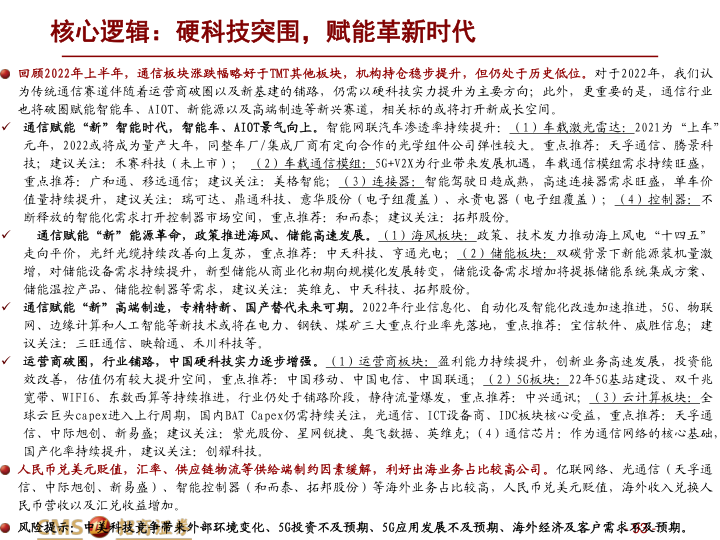 核心逻辑：硬科技突围，赋能革新时代
回顾2022年上半年，通信板块涨跌幅略好于TMT其他板块，机构持仓稳步提升，但仍处于历史低位。对于2022年，我们认
为传统通信赛道伴随着运营商破圈以及新基建的铺路，仍需以硬科技实力提升为主要方向；此外，更重要的是，通信行业
也将破圈赋能智能车、AIOT、新能源以及高端制造等新兴赛道，相关标的或将打开新成长空间。
✓ 通信赋能“新”智能时代，智能车、AIOT景气向上。智能网联汽车渗透率持续提升：（1）车载激光雷达：2021为“上车”
元年，2022或将成为量产大年，同整车厂/集成厂商有定向合作的光学组件公司弹性较大。重点推荐：天孚通信、腾景科
技；建议关注：禾赛科技（未上市）； （2）车载通信模组：5G+V2X为行业带来发展机遇，车载通信模组需求持续旺盛，
重点推荐：广和通、移远通信；建议关注：美格智能；（3）连接器：智能驾驶日趋成熟，高速连接器需求旺盛，单车价
值量持续提升，建议关注：瑞可达、鼎通科技、意华股份（电子组覆盖）、永贵电器（电子组覆盖）；（4）控制器：不
断释放的智能化需求打开控制器市场空间，重点推荐：和而泰；建议关注：拓邦股份。
✓ 通信赋能“新”能源革命，政策推进海风、储能高速发展。（1）海风板块：政策、技术发力推动海上风电“十四五”
走向平价，光纤光缆持续改善向上复苏，重点推荐：中天科技、亨通光电；（2）储能板块：双碳背景下新能源装机量激
增，对储能设备需求持续提升，新型储能从商业化初期向规模化发展转变，储能设备需求增加将提振储能系统集成方案、
储能温控产品、储能控制器等需求，建议关注：英维克、中天科技、拓邦股份。
✓ 通信赋能“新”高端制造，专精特新、国产替代未来可期。2022年行业信息化、自动化及智能化改造加速推进，5G、物联
网、边缘计算和人工智能等新技术或将在电力、钢铁、煤矿三大重点行业率先落地，重点推荐：宝信软件、威胜信息；建
议关注：三旺通信、映翰通、禾川科技等。
✓ 运营商破圈，行业铺路，中国硬科技实力逐步增强。（1）运营商板块：盈利能力持续提升，创新业务高速发展，投资能
效改善，估值仍有较大提升空间，重点推荐：中国移动、中国电信、中国联通；（2）5G板块：22年5G基站建设、双千兆
宽带、WIFI6、东数西算等持续推进，行业仍处于铺路阶段，静待流量爆发，重点推荐：中兴通讯；（3）云计算板块：全
球云巨头capex进入上行周期，国内BAT Capex仍需持续关注，光通信、ICT设备商、IDC板块核心受益，重点推荐：天孚通
信、中际旭创、新易盛；建议关注：紫光股份、星网锐捷、奥飞数据、英维克；（4）通信芯片：作为通信网络的核心基础，
国产化率持续提升，建议关注：创耀科技。
人民币兑美元贬值，汇率、供应链物流等供给端制约因素缓解，利好出海业务占比较高公司。亿联网络、光通信（天孚通
信、中际旭创、新易盛）、智能控制器（和而泰、拓邦股份）等海外业务占比较高，人民币兑美元贬值，海外收入兑换人
民币营收以及汇兑收益增加。
风险提示：中美科技竞争带来外部环境变化、5G投资不及预期、5G应用发展不及预期、海外经济及客户需求不及预期。
CMS 招商证券